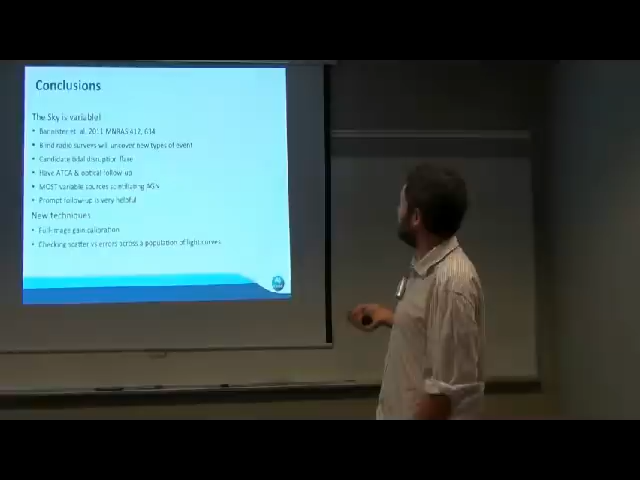 Conclusions
The Sky is variable!
Bannister et. al. 2011 MNRAS 412, 634
Blind radio surveys will uncover new types of event
Candidate tidal disruption flare
Have ATCA & optical follow-up
MOST variable sources scintillating AGN
Prompt follow-up is very helpful
New techniques
Full-image gain calibration
Checking scatter vs errors across a population of light curves